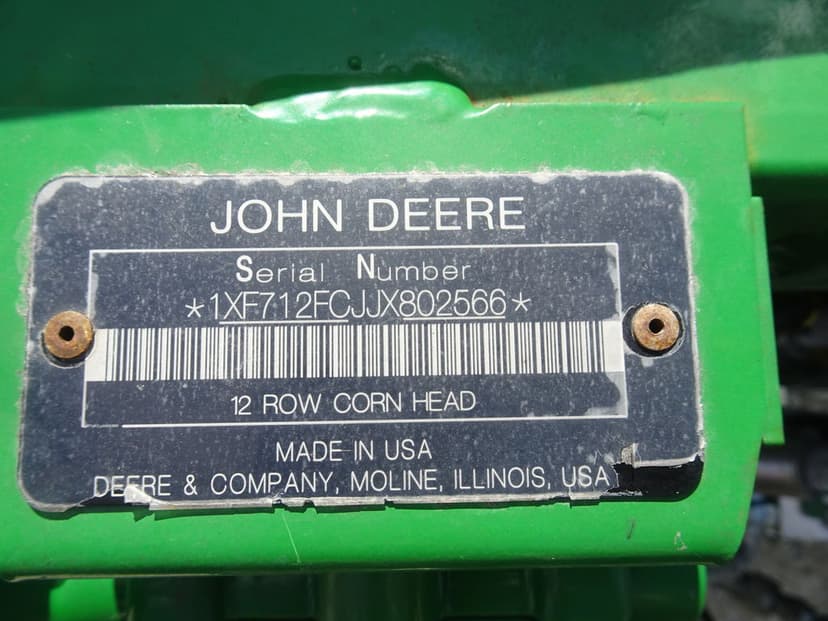 JOHN DEERE
Serial Number
*1XF712FCJJX802566*
12 ROW CORN HEAD
MADE IN USA
DEERE & COMPANY, MOLINE, ILLINOIS, USA